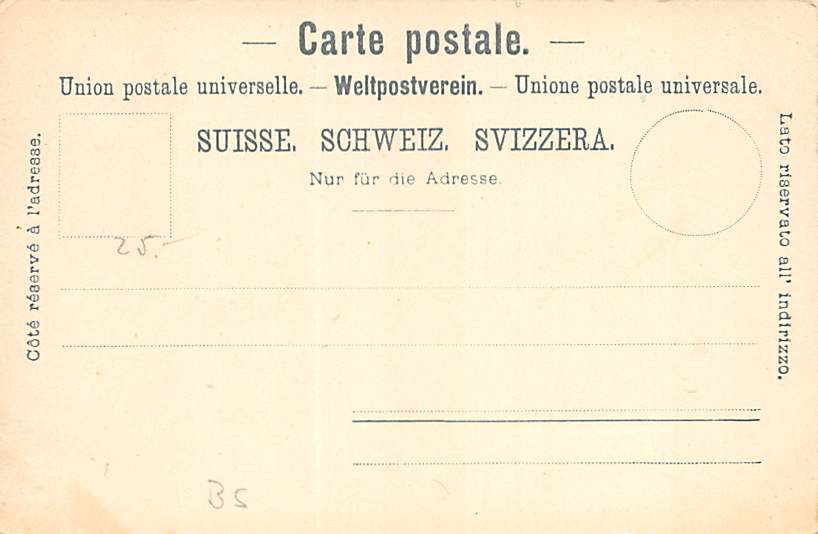 — Carte postale. —
Union postale universelle. — Weltpostverein. — Unione postale universale.
SUISSE. SCHWEIZ. SVIZZERA.
Nur für die Adresse.
Côté réservé à l'adresse.
Lato riservato all' indirizzo.
25.-
BS